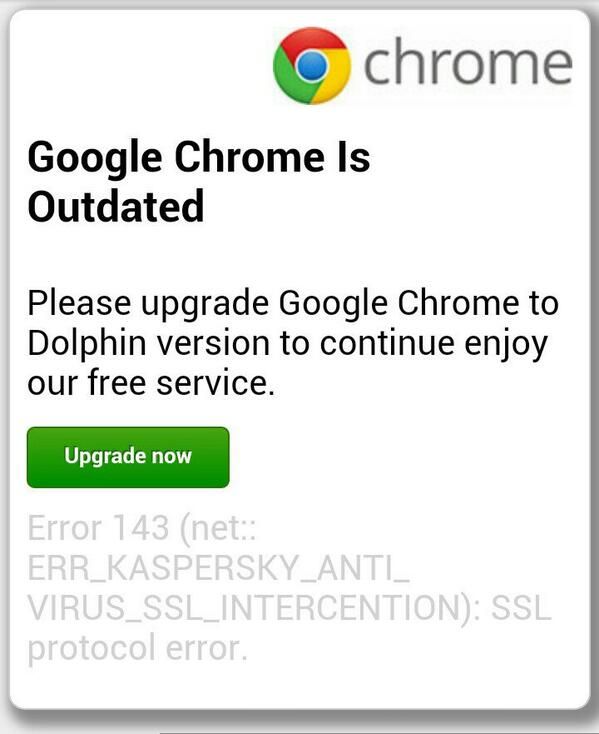 chrome
Google Chrome Is
Outdated
Please upgrade Google Chrome to
Dolphin version to continue enjoy
our free service.
Upgrade now
Error 143 (net::
ERR_KASPERSKY_ANTI_
VIRUS_SSL_INTERCENTION): SSL
protocol error.